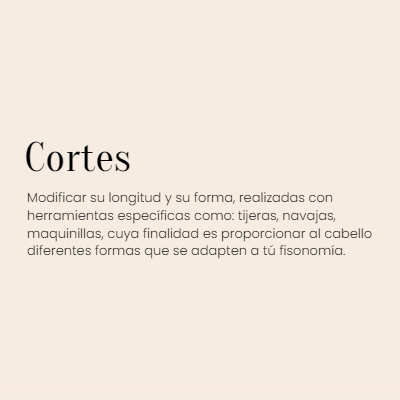 Cortes
Modificar su longitud y su forma, realizadas con
herramientas específicas como: tijeras, navajas,
maquinillas, cuya finalidad es proporcionar al cabello
diferentes formas que se adapten a tú fisonomía.